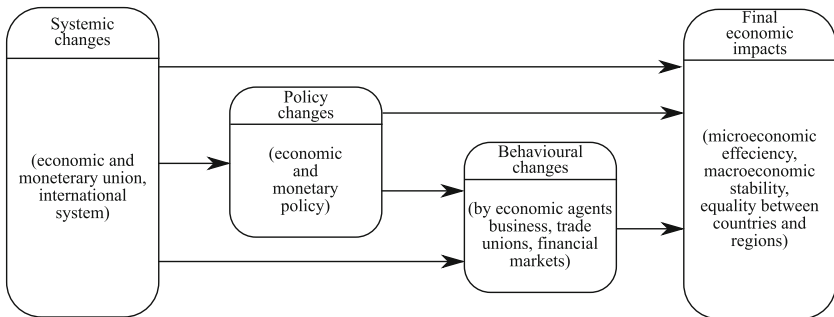 Systemic
changes
(economic and
moneterary union,
international
system)
Policy
changes
(economic
and
monetary
policy)
Behavioural
changes
(by economic agents
business, trade
unions, financial
markets)
Final
economic
impacts
(microeconomic
effeciency,
macroeconomic
stability,
equality between
countries and
regions)